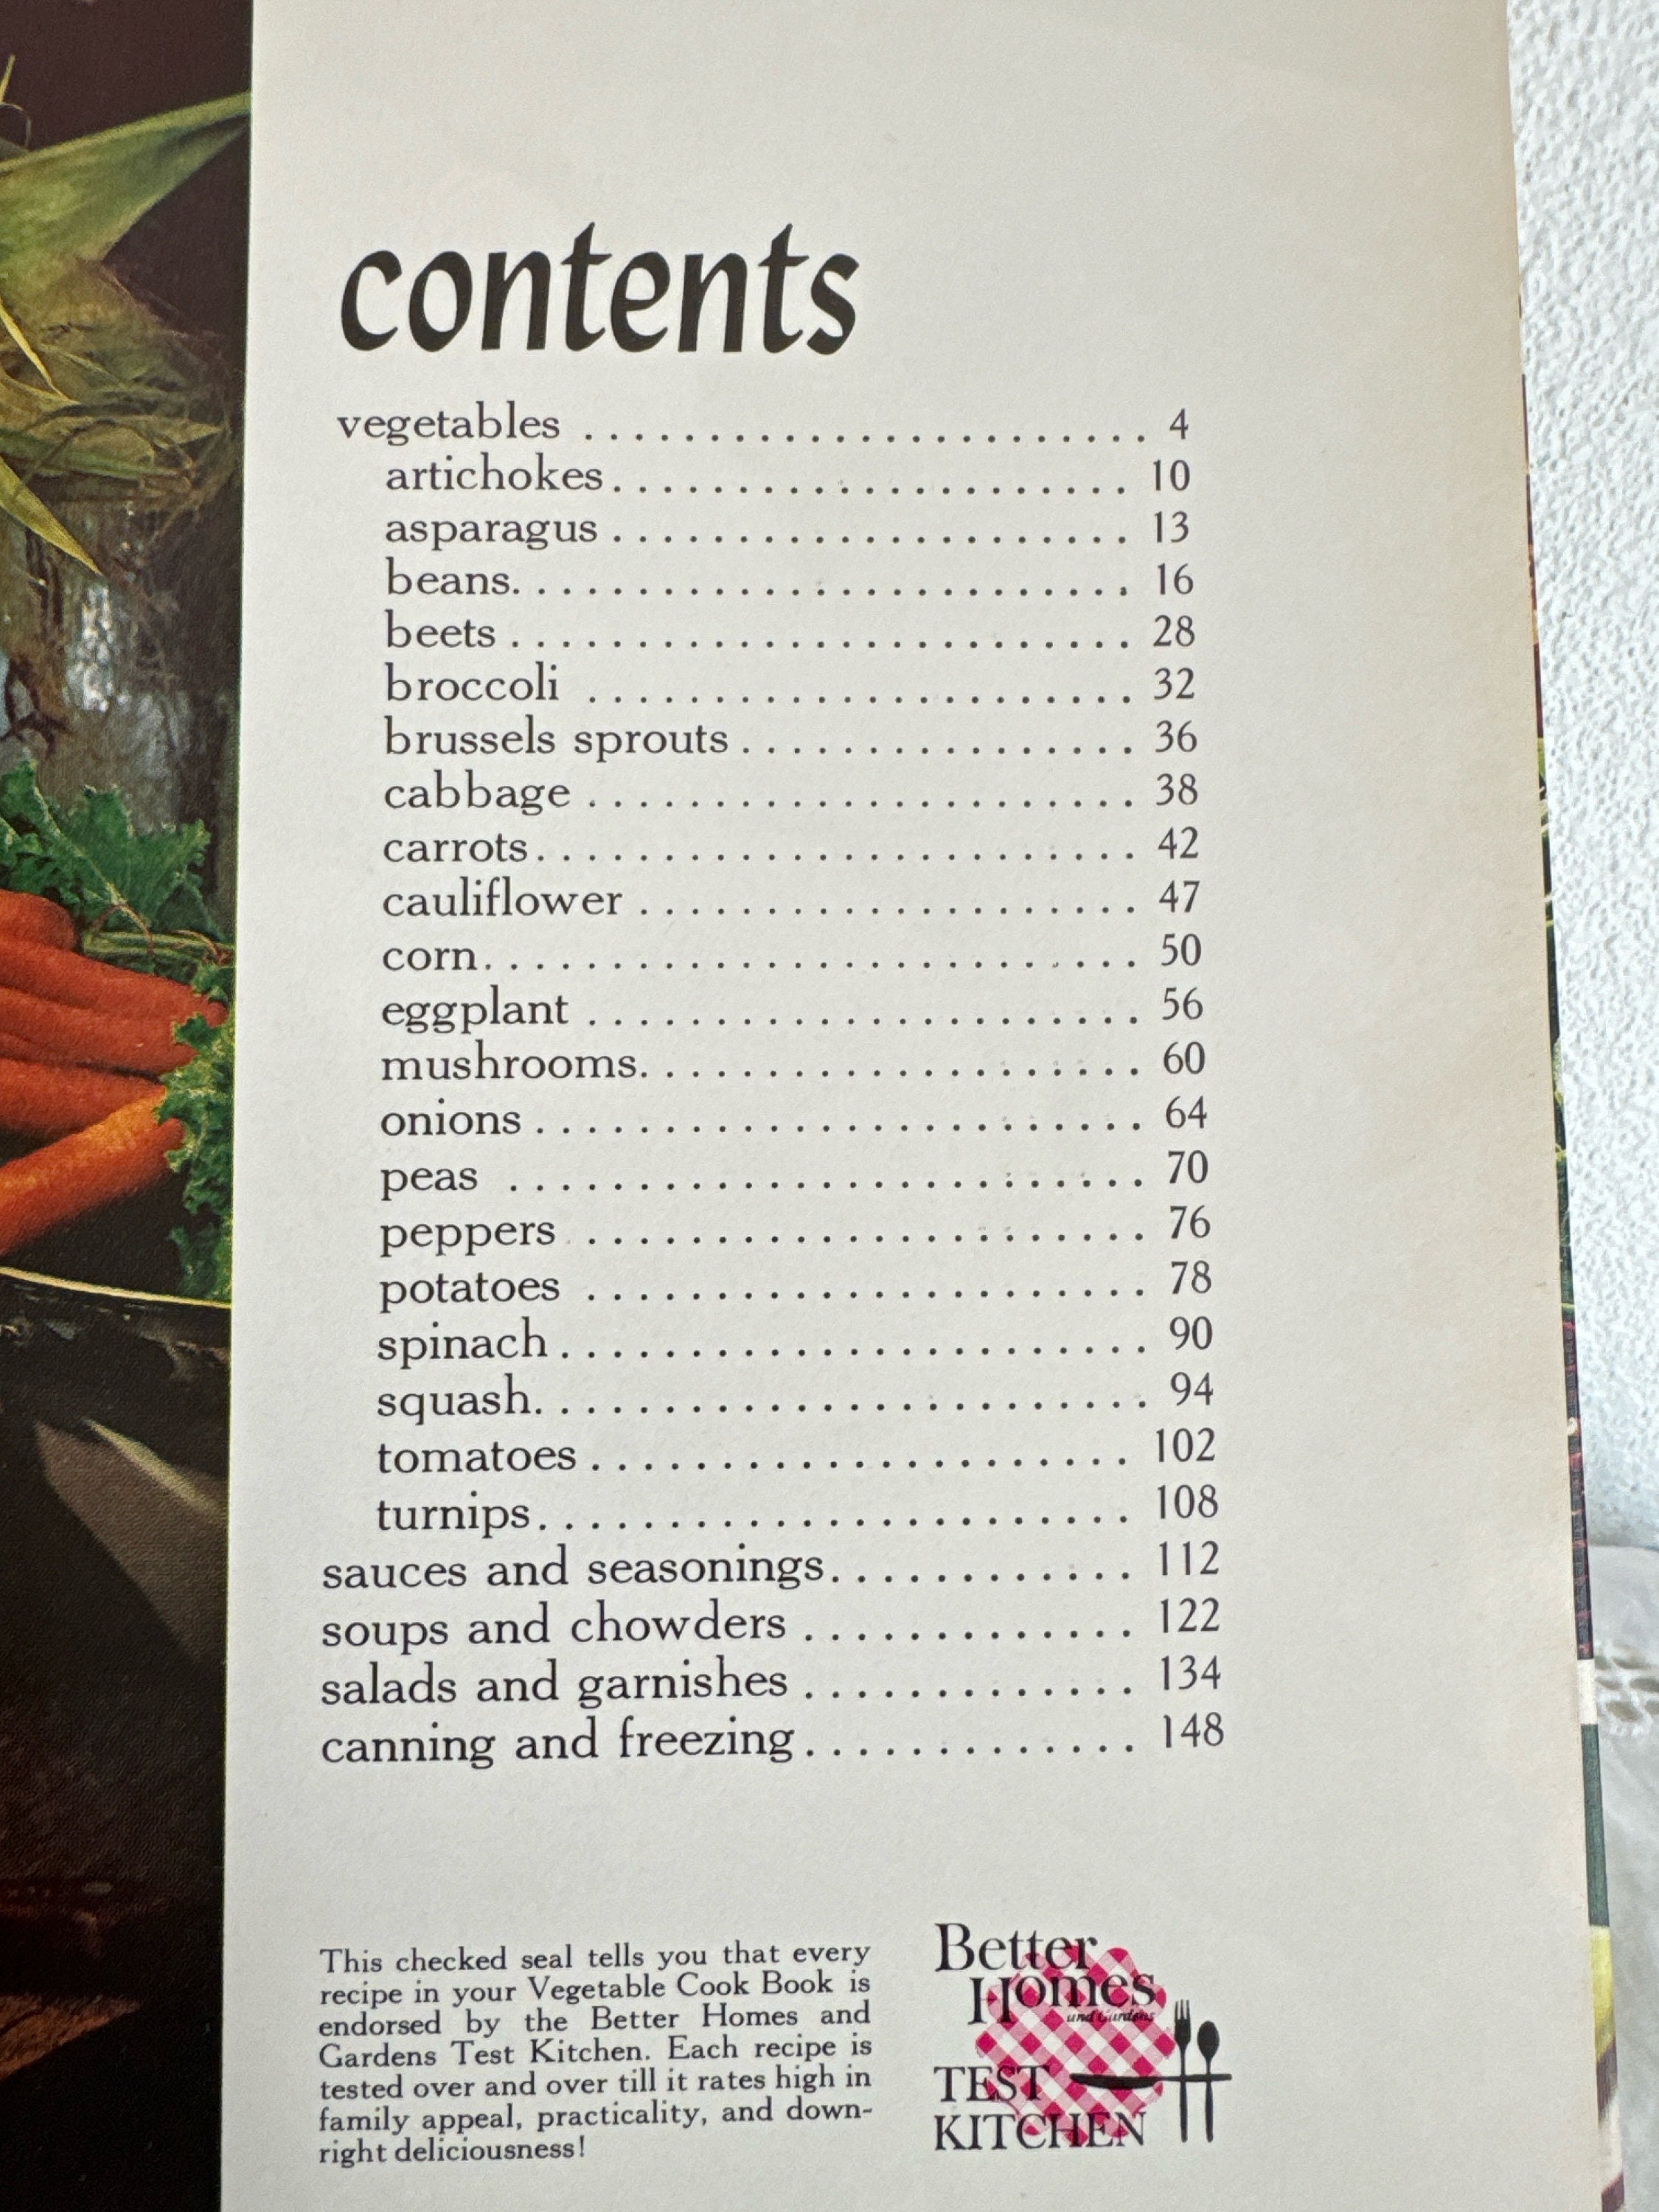 contents
vegetables . . . . . . . . . . . . . . . . . . . . . . . 4
artichokes . . . . . . . . . . . . . . . . . . . . . 10
asparagus . . . . . . . . . . . . . . . . . . . . . 13
beans. . . . . . . . . . . . . . . . . . . . . . . . . 16
beets . . . . . . . . . . . . . . . . . . . . . . . . . 28
broccoli . . . . . . . . . . . . . . . . . . . . . . 32
brussels sprouts . . . . . . . . . . . . . . . . 36
cabbage . . . . . . . . . . . . . . . . . . . . . . 38
carrots . . . . . . . . . . . . . . . . . . . . . . . . 42
cauliflower . . . . . . . . . . . . . . . . . . . . 47
corn. . . . . . . . . . . . . . . . . . . . . . . . . . 50
eggplant . . . . . . . . . . . . . . . . . . . . . . 56
mushrooms. . . . . . . . . . . . . . . . . . . . 60
onions . . . . . . . . . . . . . . . . . . . . . . . . 64
peas . . . . . . . . . . . . . . . . . . . . . . . . . 70
peppers . . . . . . . . . . . . . . . . . . . . . . 76
potatoes . . . . . . . . . . . . . . . . . . . . . . 78
spinach . . . . . . . . . . . . . . . . . . . . . . . 90
squash. . . . . . . . . . . . . . . . . . . . . . . . 94
tomatoes . . . . . . . . . . . . . . . . . . . . . 102
turnips. . . . . . . . . . . . . . . . . . . . . . . 108
sauces and seasonings. . . . . . . . . . . . 112
soups and chowders . . . . . . . . . . . . . 122
salads and garnishes . . . . . . . . . . . . . 134
canning and freezing . . . . . . . . . . . . . 148
This checked seal tells you that every
recipe in your Vegetable Cook Book is
endorsed by the Better Homes and
Gardens Test Kitchen. Each recipe is
tested over and over till it rates high in
family appeal, practicality, and down-
right deliciousness!
Better
Homes
and Gardens
TEST
KITCHEN